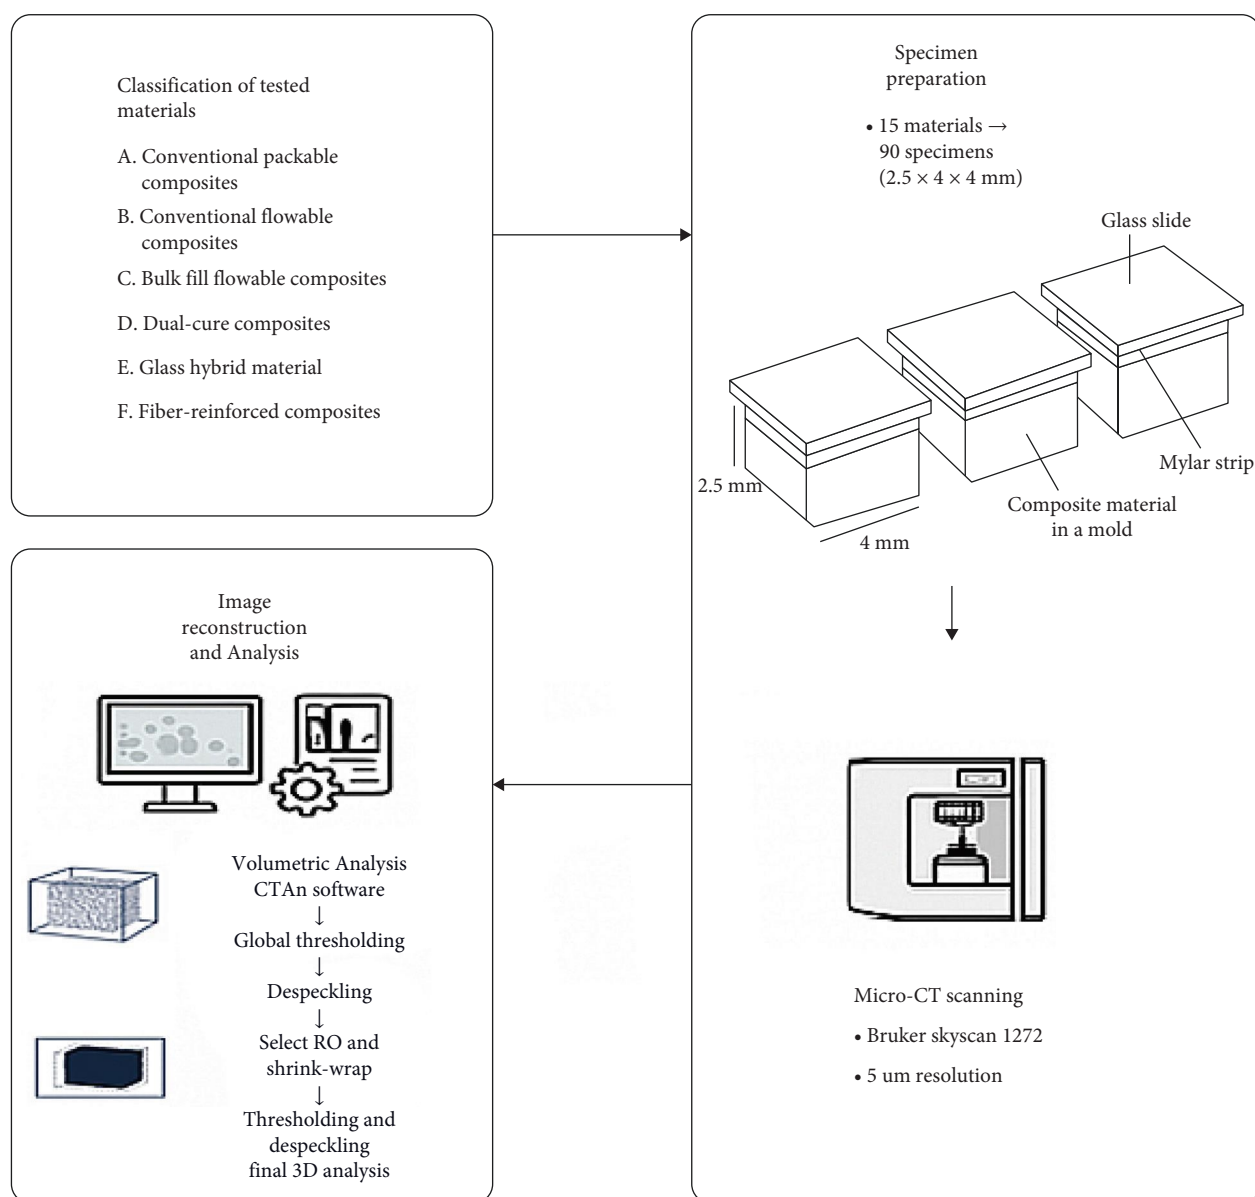 Classification of tested
materials
A. Conventional packable
composites
B. Conventional flowable
composites
C. Bulk fill flowable composites
D. Dual-cure composites
E. Glass hybrid material
F. Fiber-reinforced composites
Specimen
preparation
• 15 materials →
90 specimens
(2.5 × 4 × 4 mm)
Glass slide
Mylar strip
2.5 mm
Composite material
in a mold
4 mm
Micro-CT scanning
• Bruker skyscan 1272
• 5 um resolution
Image
reconstruction
and Analysis
Volumetric Analysis
CTAn software
↓
Global thresholding
↓
Despeckling
↓
Select RO and
shrink-wrap
↓
Thresholding and
despeckling
final 3D analysis